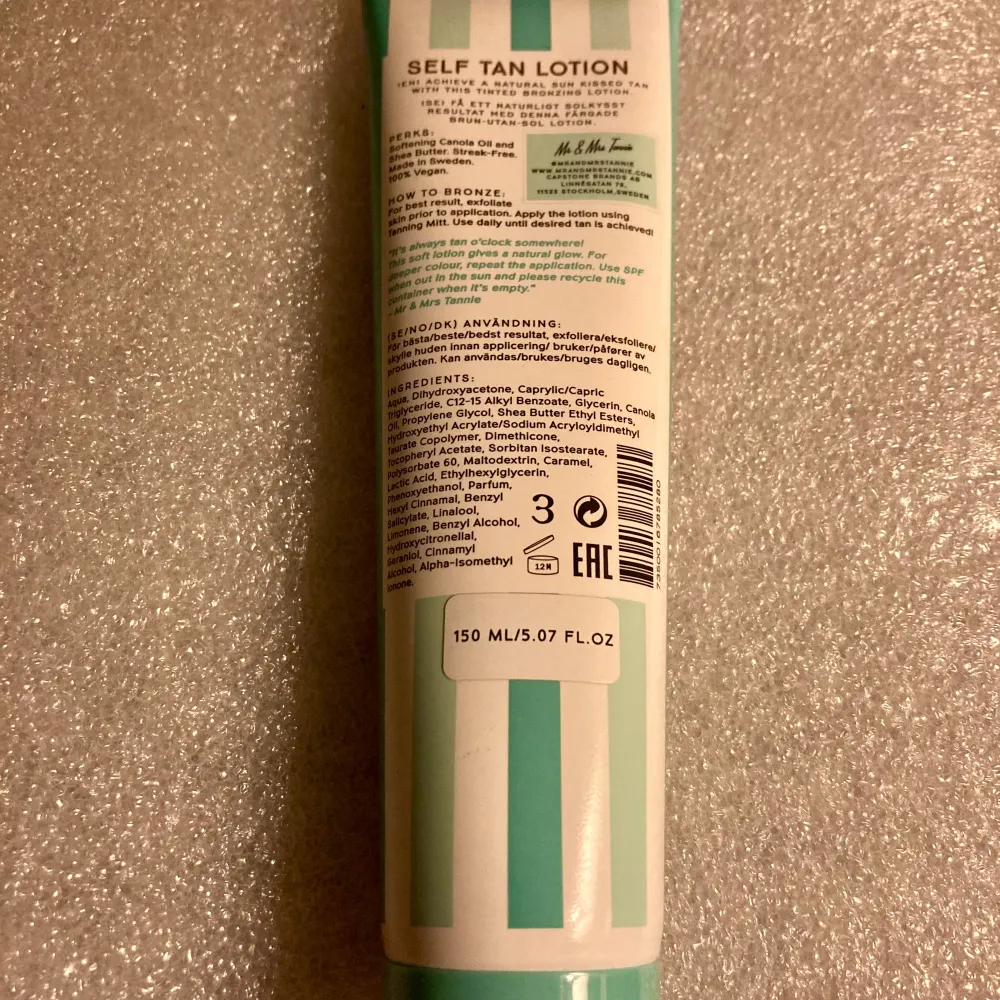 SELF TAN LOTION
(EN) ACHIEVE A NATURAL SUN KISSED TAN
WITH THIS TINTED BRONZING LOTION.
(SE) FÅ ETT NATURLIGT SOLKYSST
RESULTAT MED DENNA FÄRGADE
BRUN-UTAN-SOL LOTION.
PERKS:
Softening Canola Oil and
Shea Butter. Streak-Free.
Made in Sweden.
100% Vegan.
Mr & Mrs Tannie
@MRANDMRSTANNIE
WWW.MRANDMRSTANNIE.COM
CAPSTONE BRANDS AB
LINNÉGATAN 78,
11523 STOCKHOLM, SWEDEN
HOW TO BRONZE:
For best result, exfoliate
skin prior to application. Apply the lotion using
Tanning Mitt. Use daily until desired tan is achieved!
"It's always tan o'clock somewhere!
This soft lotion gives a natural glow. For
deeper colour, repeat the application. Use SPF
when out in the sun and please recycle this
container when it's empty."
- Mr & Mrs Tannie
(SE/NO/DK) ANVÄNDNING:
För bästa/beste/bedst resultat, exfoliera/eksfoliere/
skylle huden innan applicering/ bruker/påfører av
produkten. Kan användas/brukes/bruges dagligen.
INGREDIENTS:
Aqua, Dihydroxyacetone, Caprylic/Capric
Triglyceride, C12-15 Alkyl Benzoate, Glycerin, Canola
Oil, Propylene Glycol, Shea Butter Ethyl Esters,
Hydroxyethyl Acrylate/Sodium Acryloyldimethyl
Taurate Copolymer, Dimethicone,
Tocopheryl Acetate, Sorbitan Isostearate,
Polysorbate 60, Maltodextrin, Caramel,
Lactic Acid, Ethylhexylglycerin,
Phenoxyethanol, Parfum,
Hexyl Cinnamal, Benzyl
Salicylate, Linalool,
Limonene, Benzyl Alcohol,
Hydroxycitronellal,
Geraniol, Cinnamyl
Alcohol, Alpha-Isomethyl
Ionone.
3
12M
EAC
7350016785280
150 ML/5.07 FL.OZ